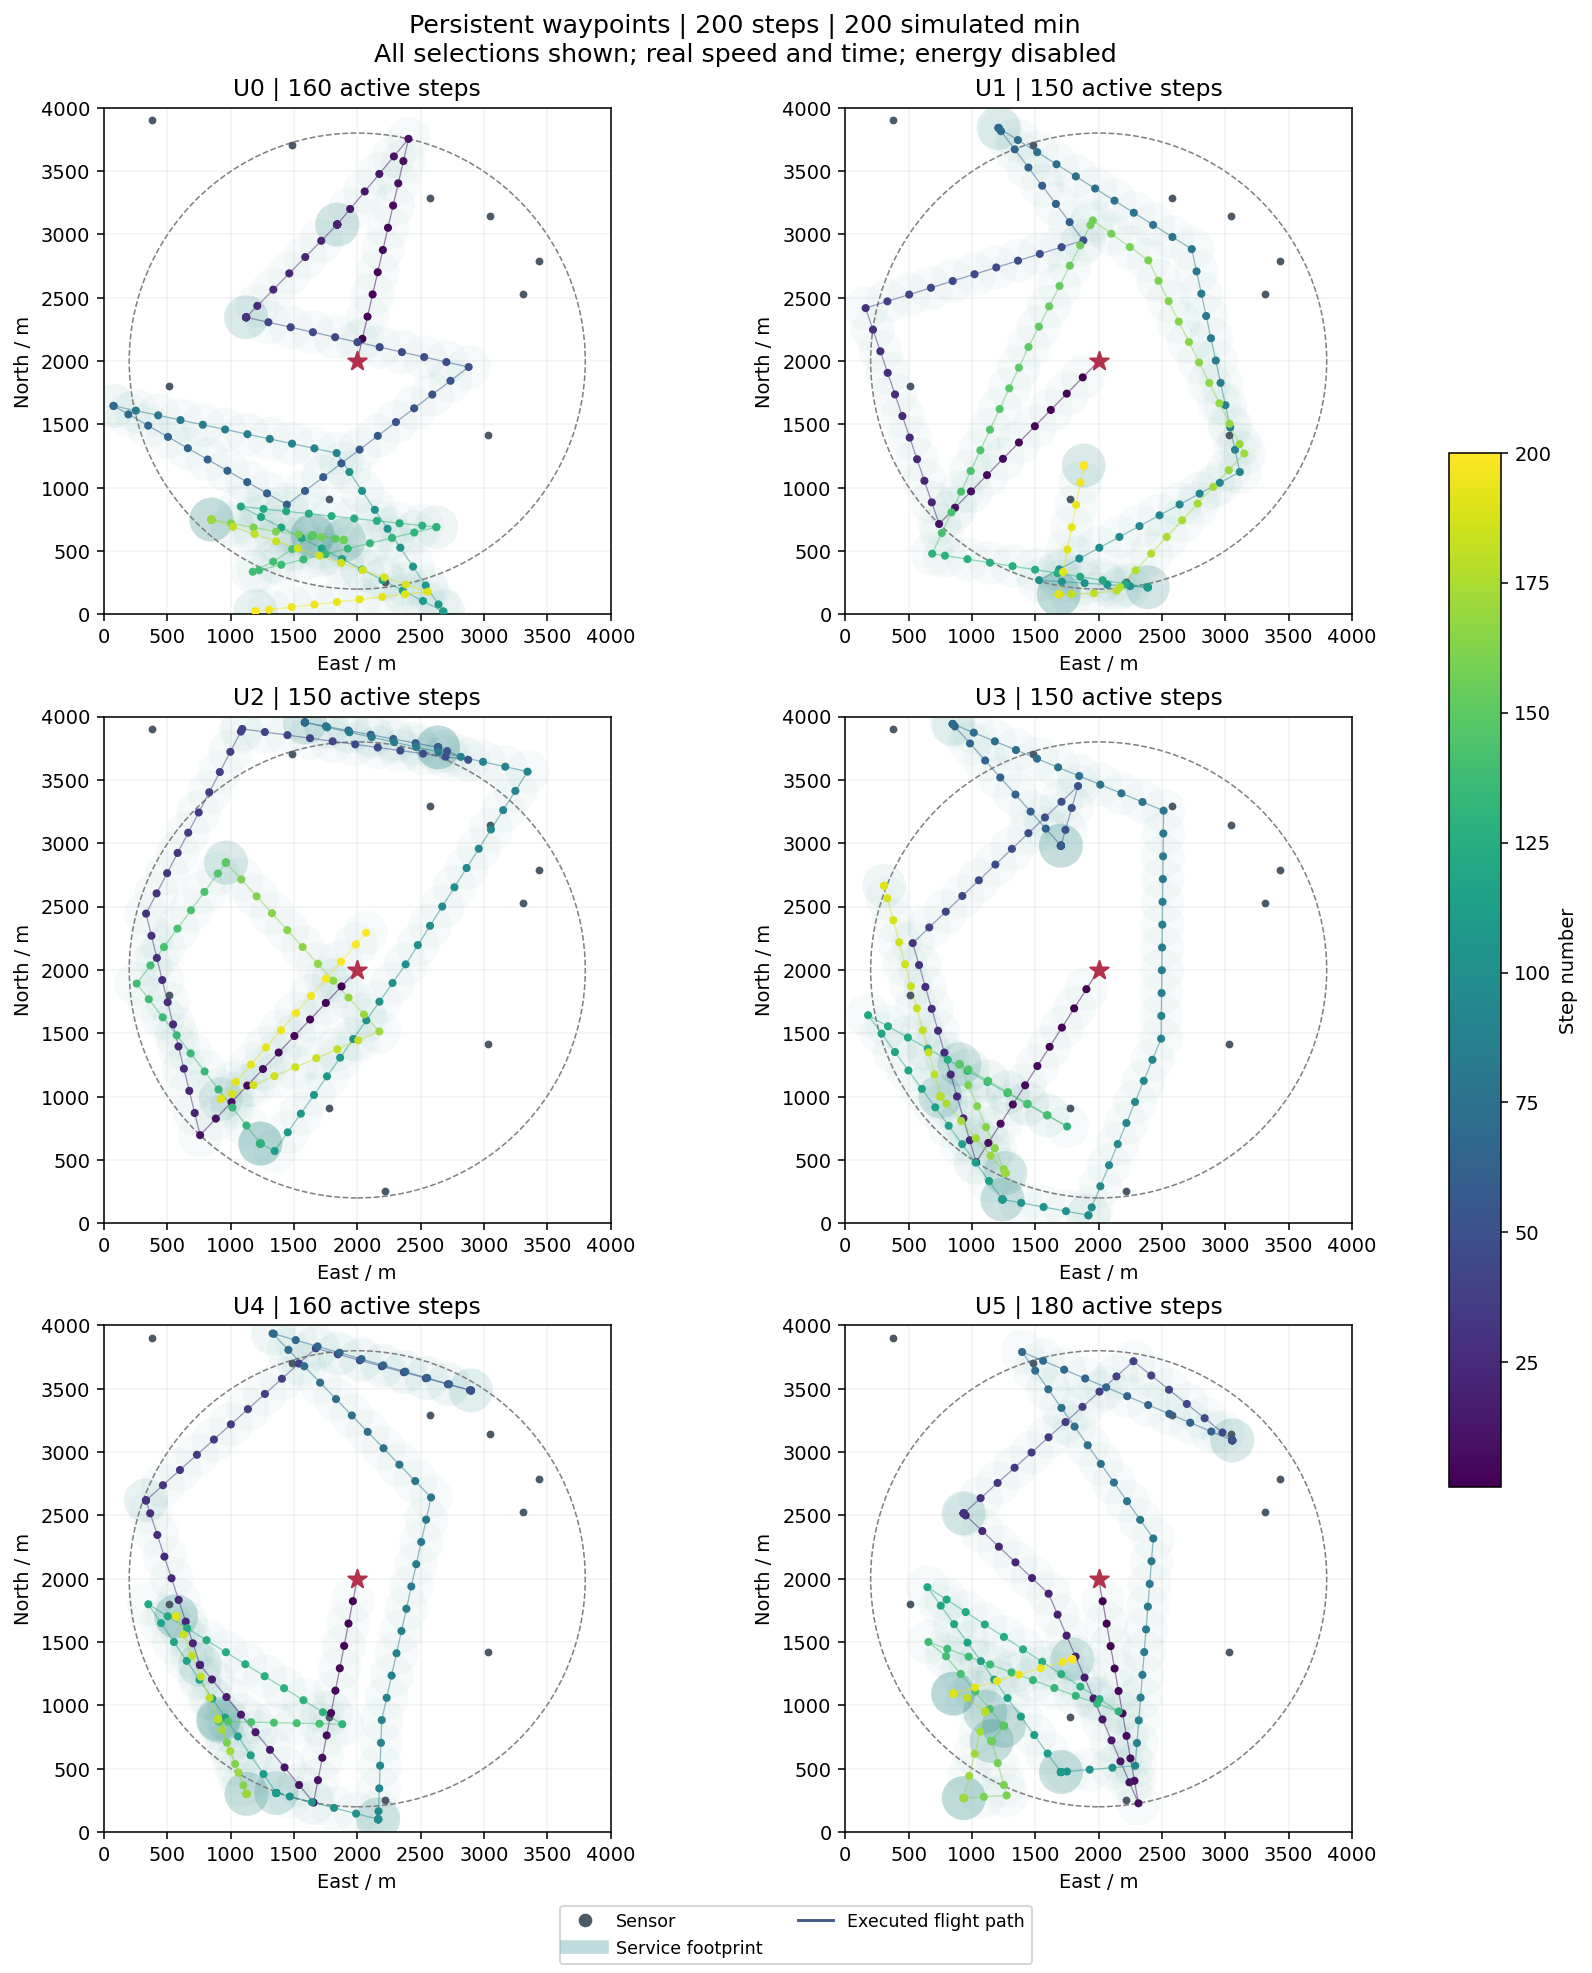 Persistent waypoints | 200 steps | 200 simulated min
All selections shown; real speed and time; energy disabled
U0 | 160 active steps
4000
3500
3000
2500
2000
1500
1000
500
0
North / m
0 500 1000 1500 2000 2500 3000 3500 4000
East / m
U1 | 150 active steps
4000
3500
3000
2500
2000
1500
1000
500
0
North / m
0 500 1000 1500 2000 2500 3000 3500 4000
East / m
U2 | 150 active steps
4000
3500
3000
2500
2000
1500
1000
500
0
North / m
0 500 1000 1500 2000 2500 3000 3500 4000
East / m
U3 | 150 active steps
4000
3500
3000
2500
2000
1500
1000
500
0
North / m
0 500 1000 1500 2000 2500 3000 3500 4000
East / m
U4 | 160 active steps
4000
3500
3000
2500
2000
1500
1000
500
0
North / m
0 500 1000 1500 2000 2500 3000 3500 4000
East / m
U5 | 180 active steps
4000
3500
3000
2500
2000
1500
1000
500
0
North / m
0 500 1000 1500 2000 2500 3000 3500 4000
East / m
200
175
150
125
100
75
50
25
Step number
Sensor
Service footprint
Executed flight path